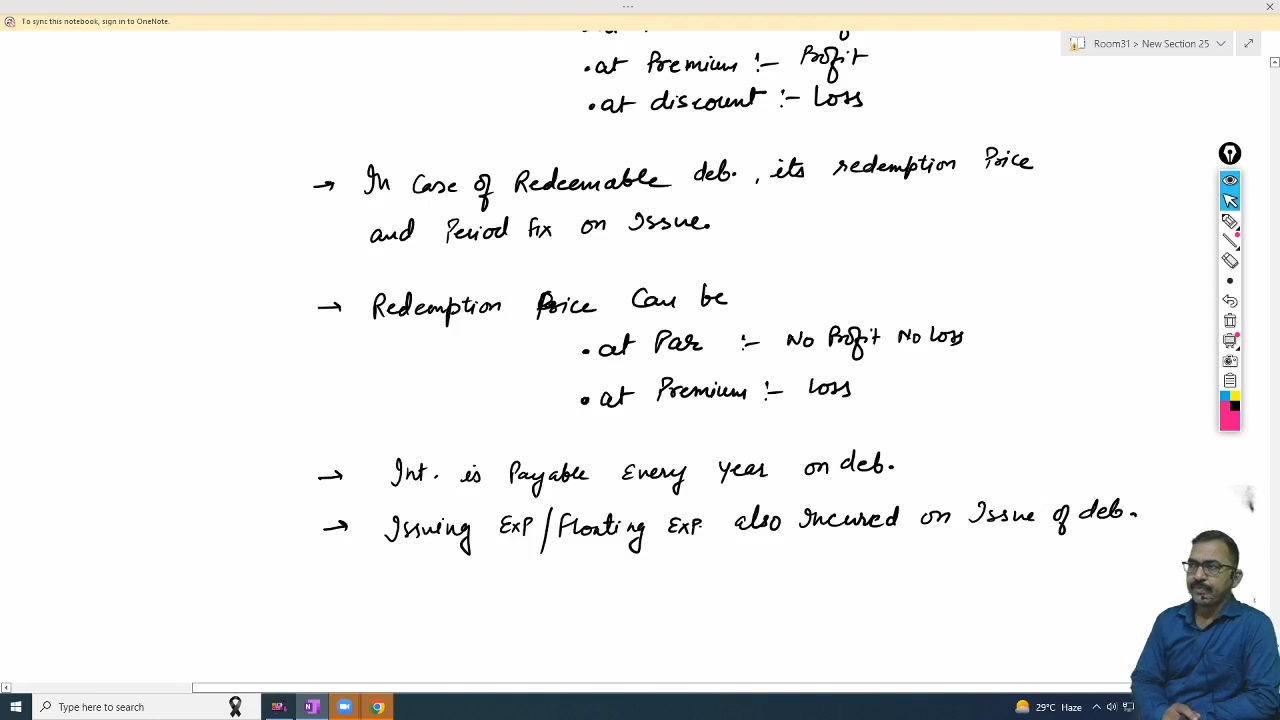 To sync this notebook, sign in to OneNote.
Room31 > New Section 25
• at Premium :- Profit
• at discount :- Loss
→ In Case of Redeemable deb. , its redemption Price
and Period fix on Issue.
→ Redemption Price Can be
• at Par :- No Profit No Loss
• at Premium :- Loss
→ Int. is Payable Every Year on deb.
→ Issuing Exp/Floating Exp. also Incured on Issue of deb.
Type here to search
29°C Haze